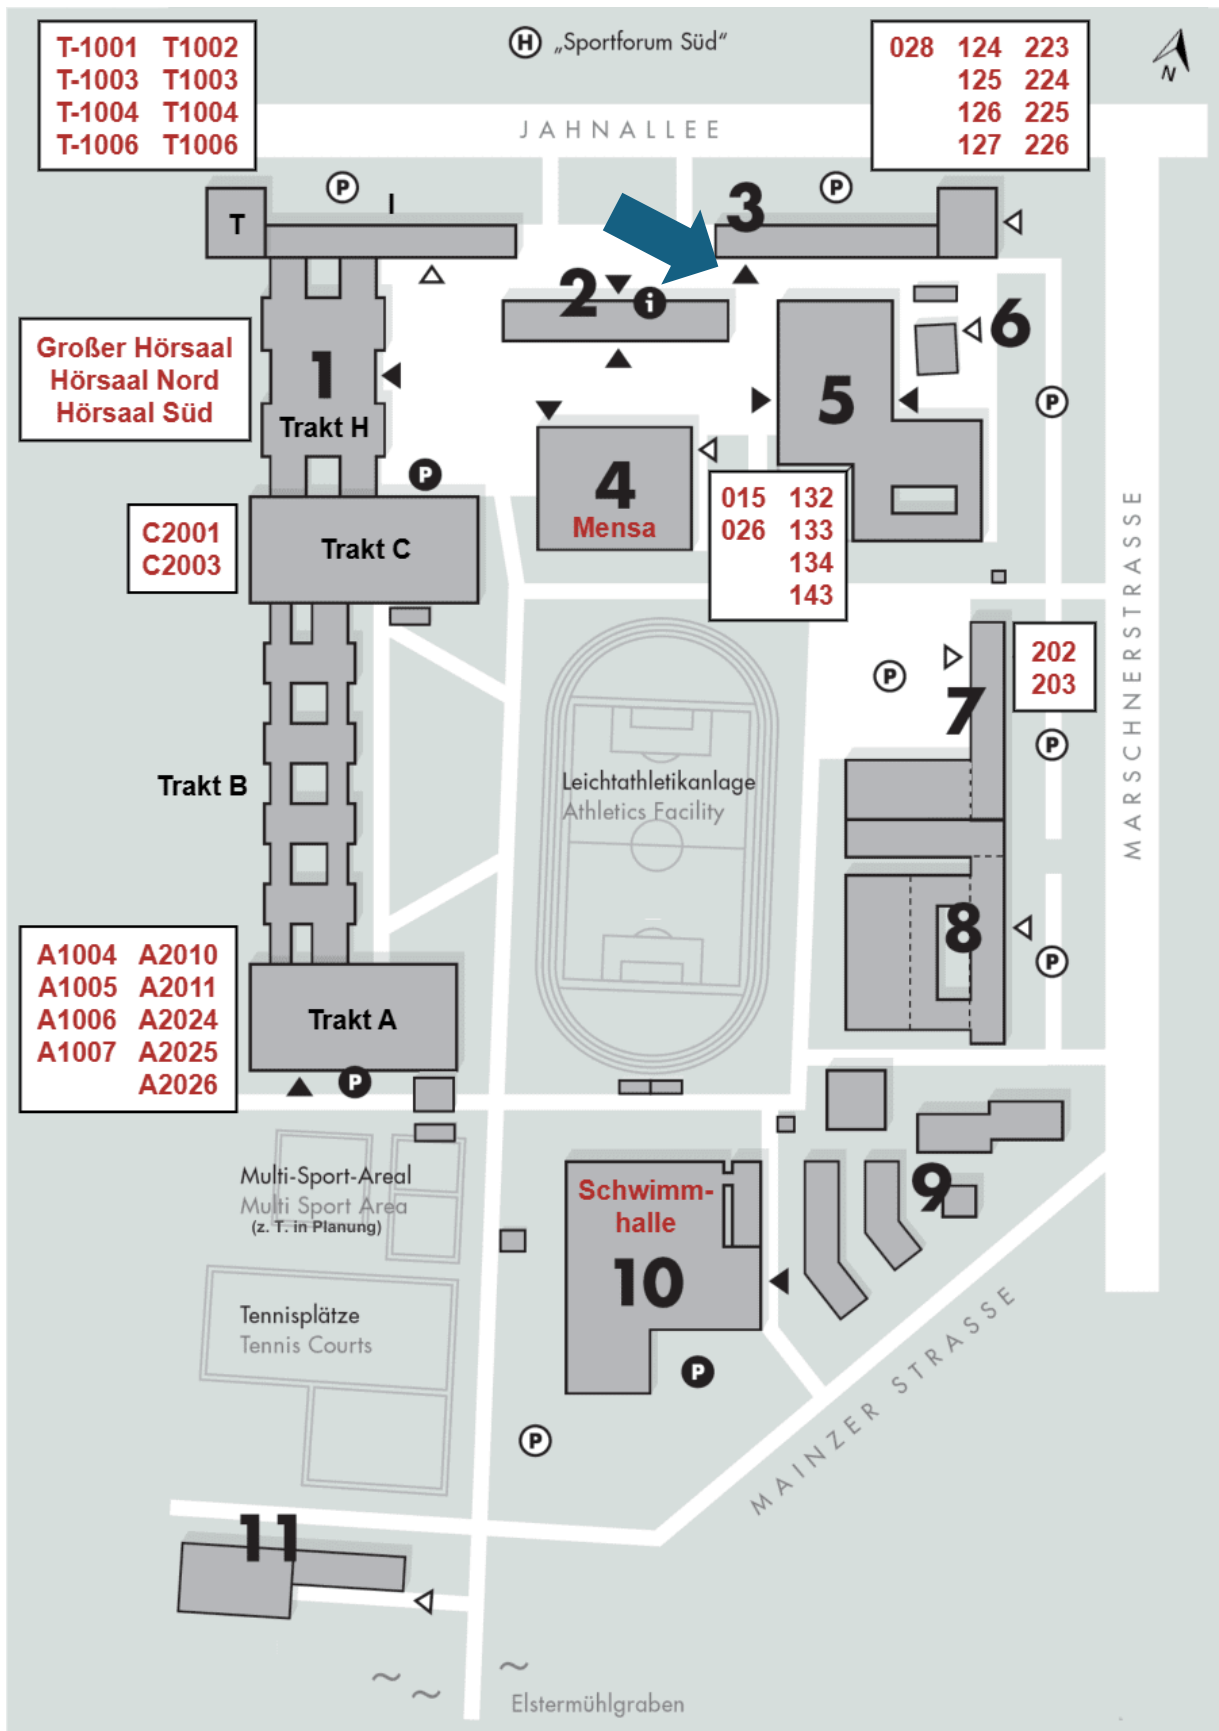 T-1001 T1002
T-1003 T1003
T-1004 T1004
T-1006 T1006
H „Sportforum Süd“
028 124 223
125 224
126 225
127 226
N
JAHNALLEE
P
I
T
3
P
2
i
6
Großer Hörsaal
Hörsaal Nord
Hörsaal Süd
1
Trakt H
5
P
P
4
Mensa
015 132
026 133
134
143
C2001
C2003
Trakt C
MARSCHNERSTRASSE
202
203
P
7
P
Trakt B
Leichtathletikanlage
Athletics Facility
8
P
A1004 A2010
A1005 A2011
A1006 A2024
A1007 A2025
A2026
Trakt A
P
Multi-Sport-Areal
Multi Sport Area
(z. T. in Planung)
9
Schwimm-
halle
10
Tennisplätze
Tennis Courts
P
P
MAINZER STRASSE
11
Elstermühlgraben